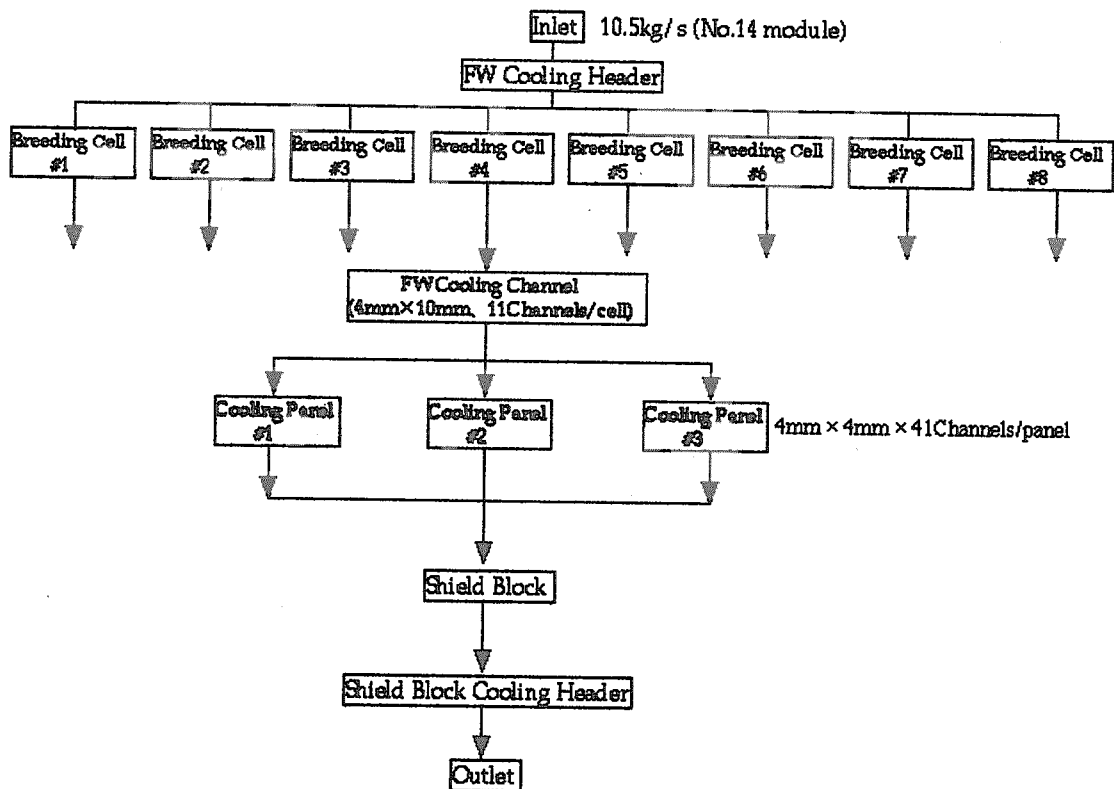 Inlet 10.5kg/s (No.14 module)
FW Cooling Header
Breeding Cell
#1
Breeding Cell
#2
Breeding Cell
#3
Breeding Cell
#4
Breeding Cell
#5
Breeding Cell
#6
Breeding Cell
#7
Breeding Cell
#8
FW Cooling Channel
(4mm×10mm、11Channels/cell)
Cooling Panel
#1
Cooling Panel
#2
Cooling Panel
#3
4mm × 4mm × 41Channels/panel
Shield Block
Shield Block Cooling Header
Outlet